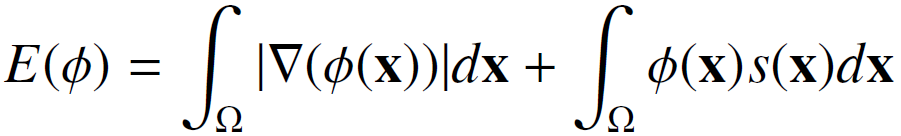 E(ϕ) = ∫_Ω |∇(ϕ(𝐱))|d𝐱 + ∫_Ω ϕ(𝐱)s(𝐱)d𝐱